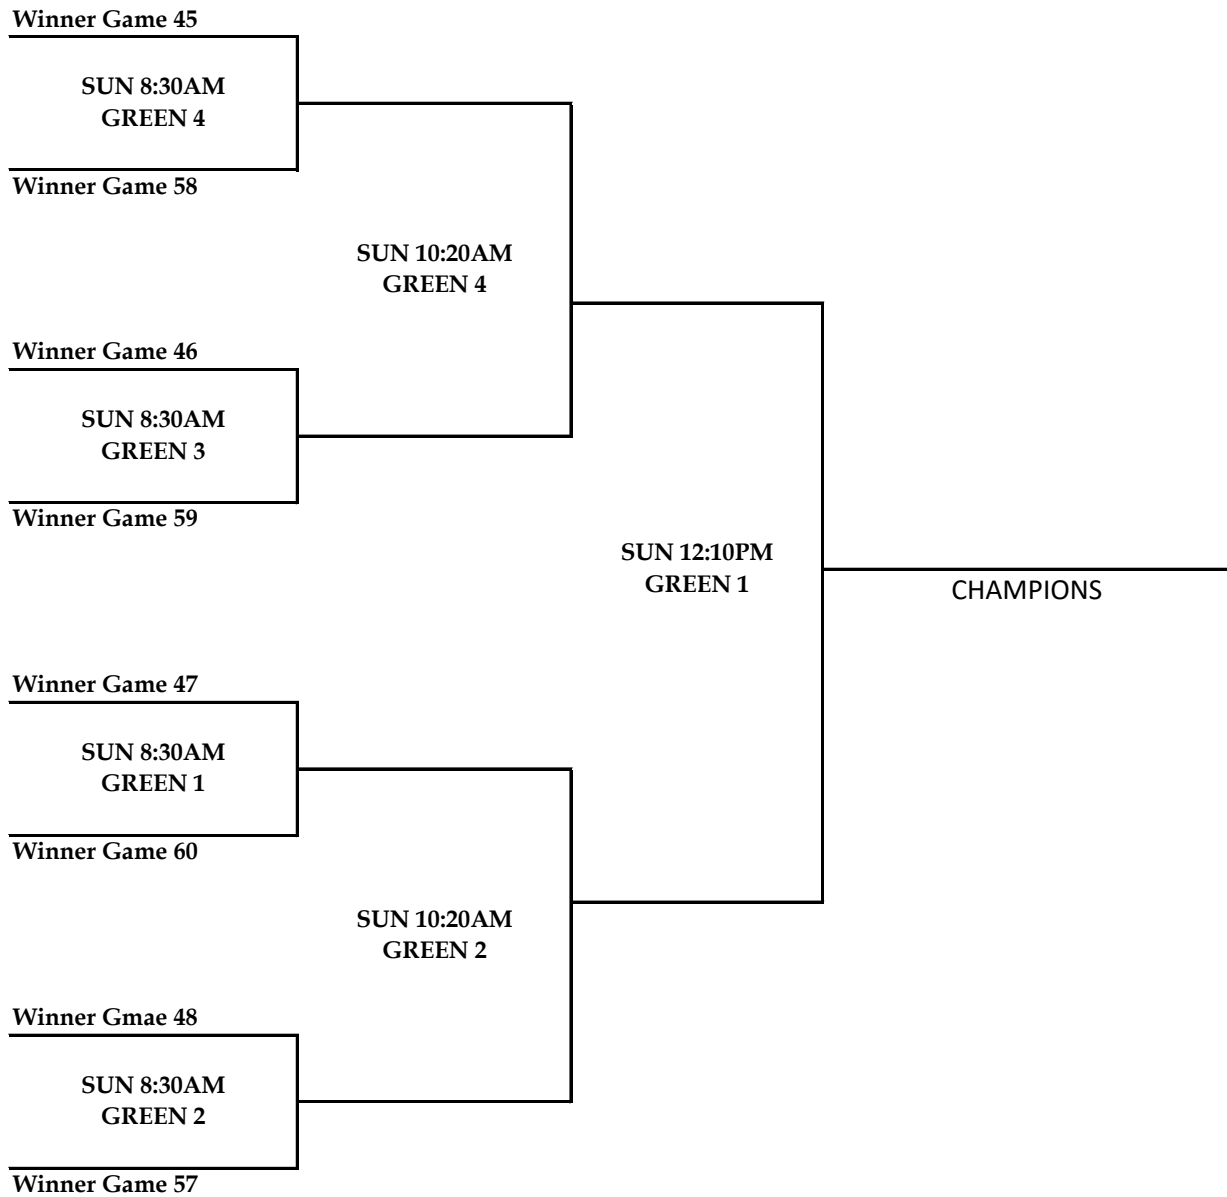 Winner Game 45
SUN 8:30AM
GREEN 4
Winner Game 58
SUN 10:20AM
GREEN 4
Winner Game 46
SUN 8:30AM
GREEN 3
Winner Game 59
SUN 12:10PM
GREEN 1
CHAMPIONS
Winner Game 47
SUN 8:30AM
GREEN 1
Winner Game 60
SUN 10:20AM
GREEN 2
Winner Gmae 48
SUN 8:30AM
GREEN 2
Winner Game 57